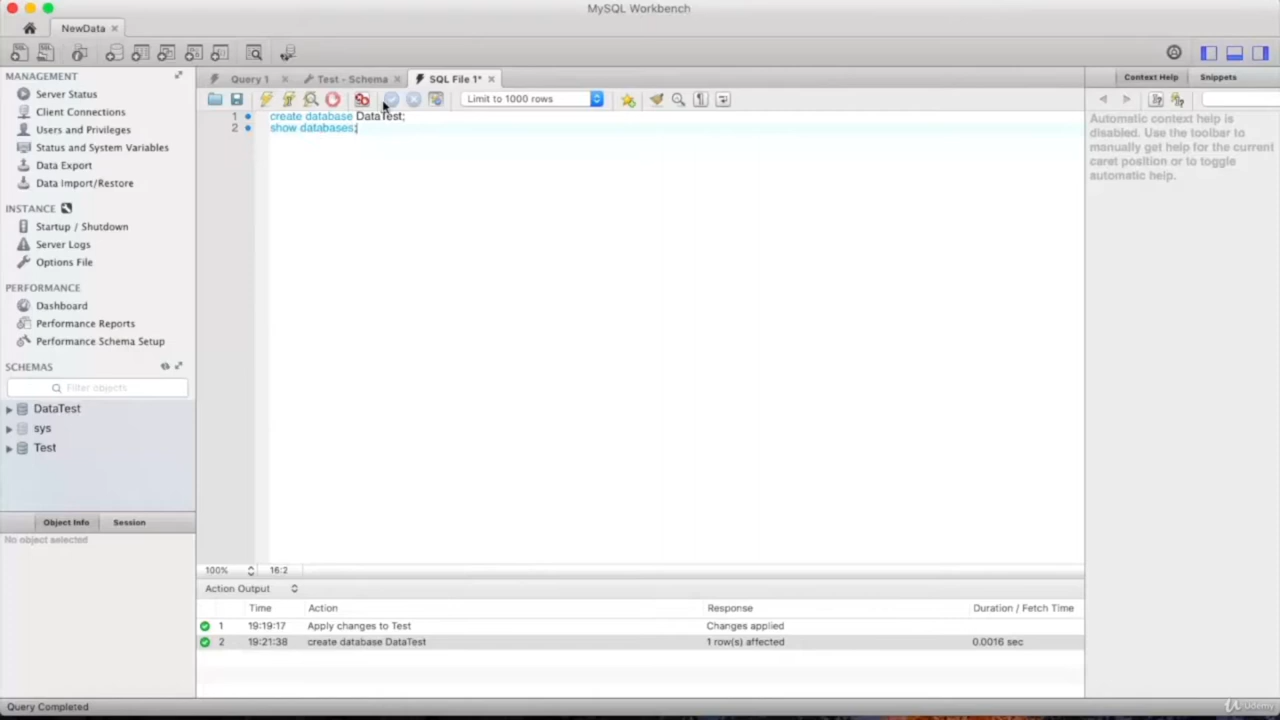 MySQL Workbench
NewData
MANAGEMENT
Server Status
Client Connections
Users and Privileges
Status and System Variables
Data Export
Data Import/Restore
INSTANCE
Startup / Shutdown
Server Logs
Options File
PERFORMANCE
Dashboard
Performance Reports
Performance Schema Setup
SCHEMAS
Filter objects
DataTest
sys
Test
Object Info Session
No object selected
Query 1 Test - Schema SQL File 1*
Limit to 1000 rows
1 create database DataTest;
2 show databases;
100% 16:2
Action Output
Time Action Response Duration / Fetch Time
1 19:19:17 Apply changes to Test Changes applied
2 19:21:38 create database DataTest 1 row(s) affected 0.0016 sec
Context Help Snippets
Automatic context help is
disabled. Use the toolbar to
manually get help for the current
caret position or to toggle
automatic help.
Query Completed
Udemy